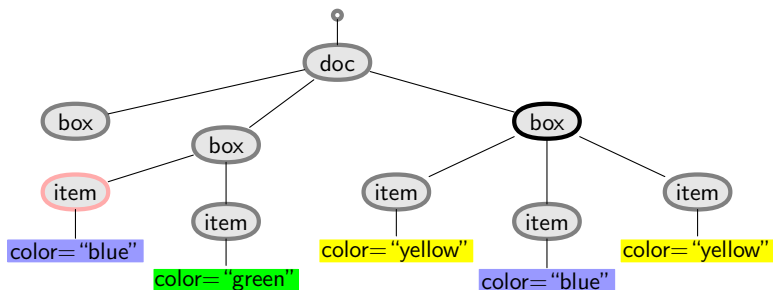 doc
box
box
box
item
item
item
item
item
color=“blue”
color=“green”
color=“yellow”
color=“blue”
color=“yellow”